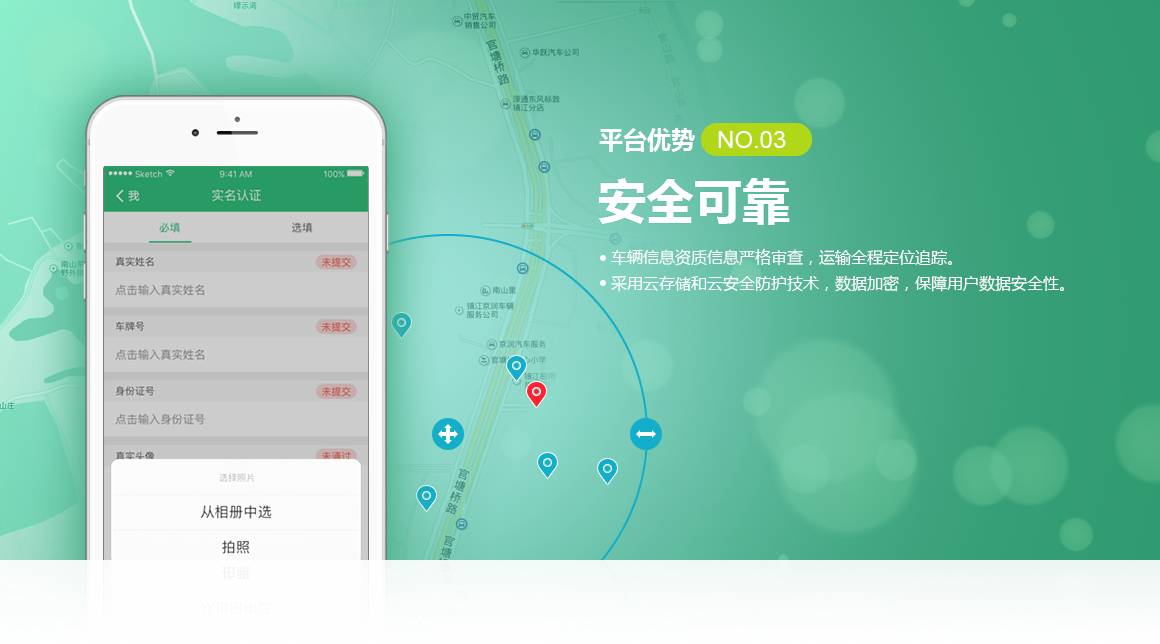 平台优势 NO.03
安全可靠
• 车辆信息资质信息严格审查，运输全程定位追踪。
• 采用云存储和云安全防护技术，数据加密，保障用户数据安全性。
Sketch 9:41 AM 100%
我 实名认证
必填 选填
真实姓名 未提交
点击输入真实姓名
车牌号 未提交
点击输入真实姓名
身份证号 未提交
点击输入身份证号
真实头像 未通过
选择照片
从相册中选
拍照
中贸汽车
销售公司
官塘桥路
华跃汽车公司
淳通东风标致
镇江分店
南山里
镇江京润车辆
服务公司
京润汽车服务
官塘
小学
官塘桥路
官塘